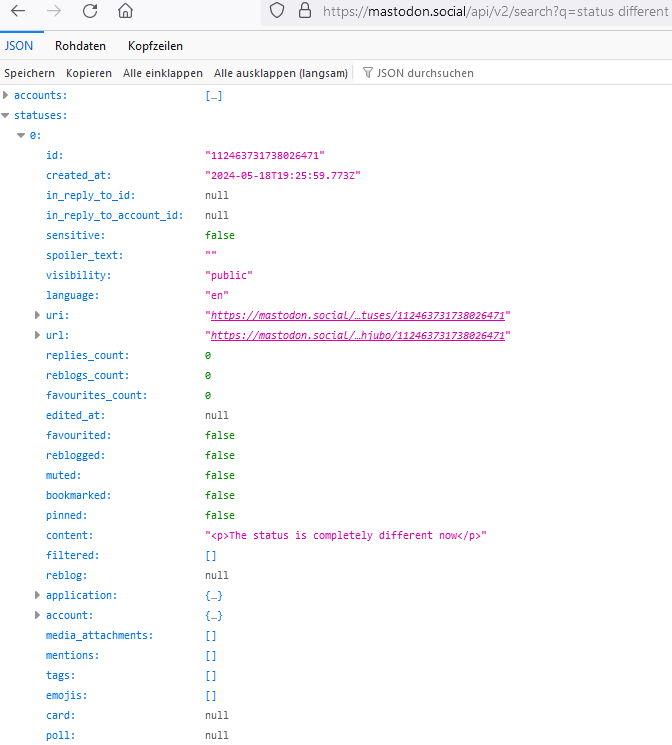 https://mastodon.social/api/v2/search?q=status different
JSON Rohdaten Kopfzeilen
Speichern Kopieren Alle einklappen Alle ausklappen (langsam) JSON durchsuchen
accounts: […]
statuses:
0:
id: "112463731738026471"
created_at: "2024-05-18T19:25:59.773Z"
in_reply_to_id: null
in_reply_to_account_id: null
sensitive: false
spoiler_text: ""
visibility: "public"
language: "en"
uri: "https://mastodon.social/…tuses/112463731738026471"
url: "https://mastodon.social/…hjubo/112463731738026471"
replies_count: 0
reblogs_count: 0
favourites_count: 0
edited_at: null
favourited: false
reblogged: false
muted: false
bookmarked: false
pinned: false
content: "<p>The status is completely different now</p>"
filtered: []
reblog: null
application: {…}
account: {…}
media_attachments: []
mentions: []
tags: []
emojis: []
card: null
poll: null